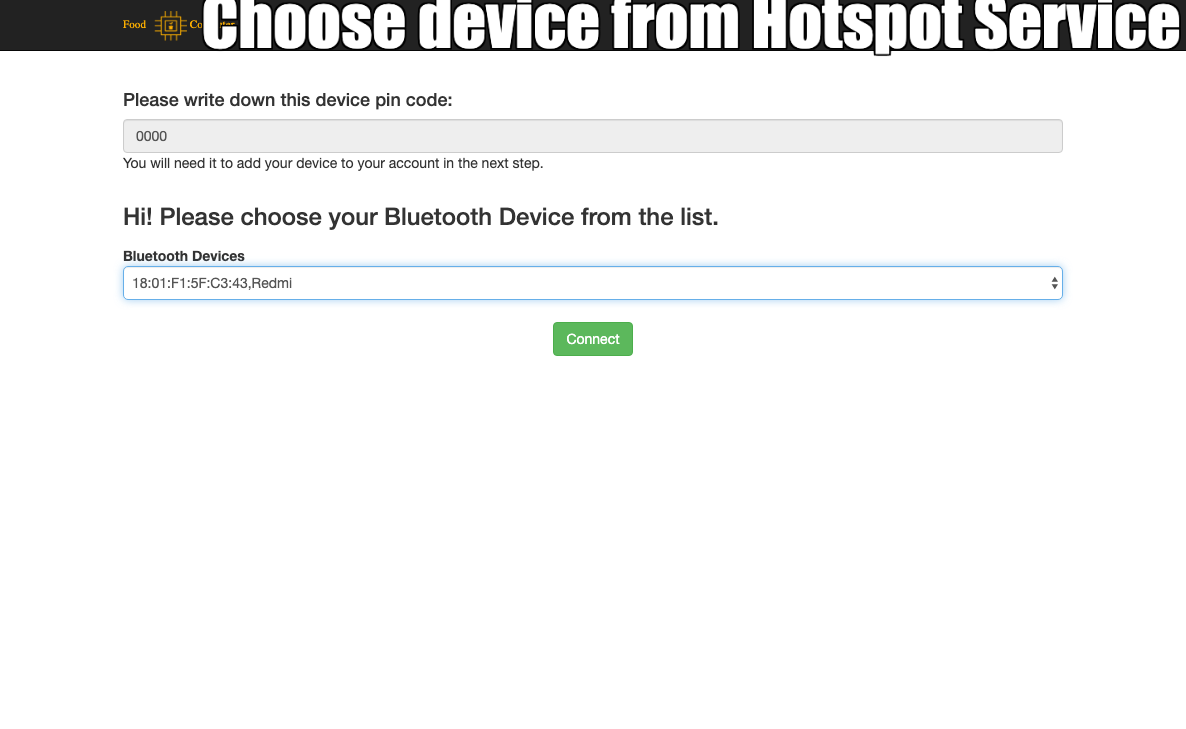 Food
Choose device from Hotspot Service
Please write down this device pin code:
0000
You will need it to add your device to your account in the next step.
Hi! Please choose your Bluetooth Device from the list.
Bluetooth Devices
18:01:F1:5F:C3:43,Redmi
Connect